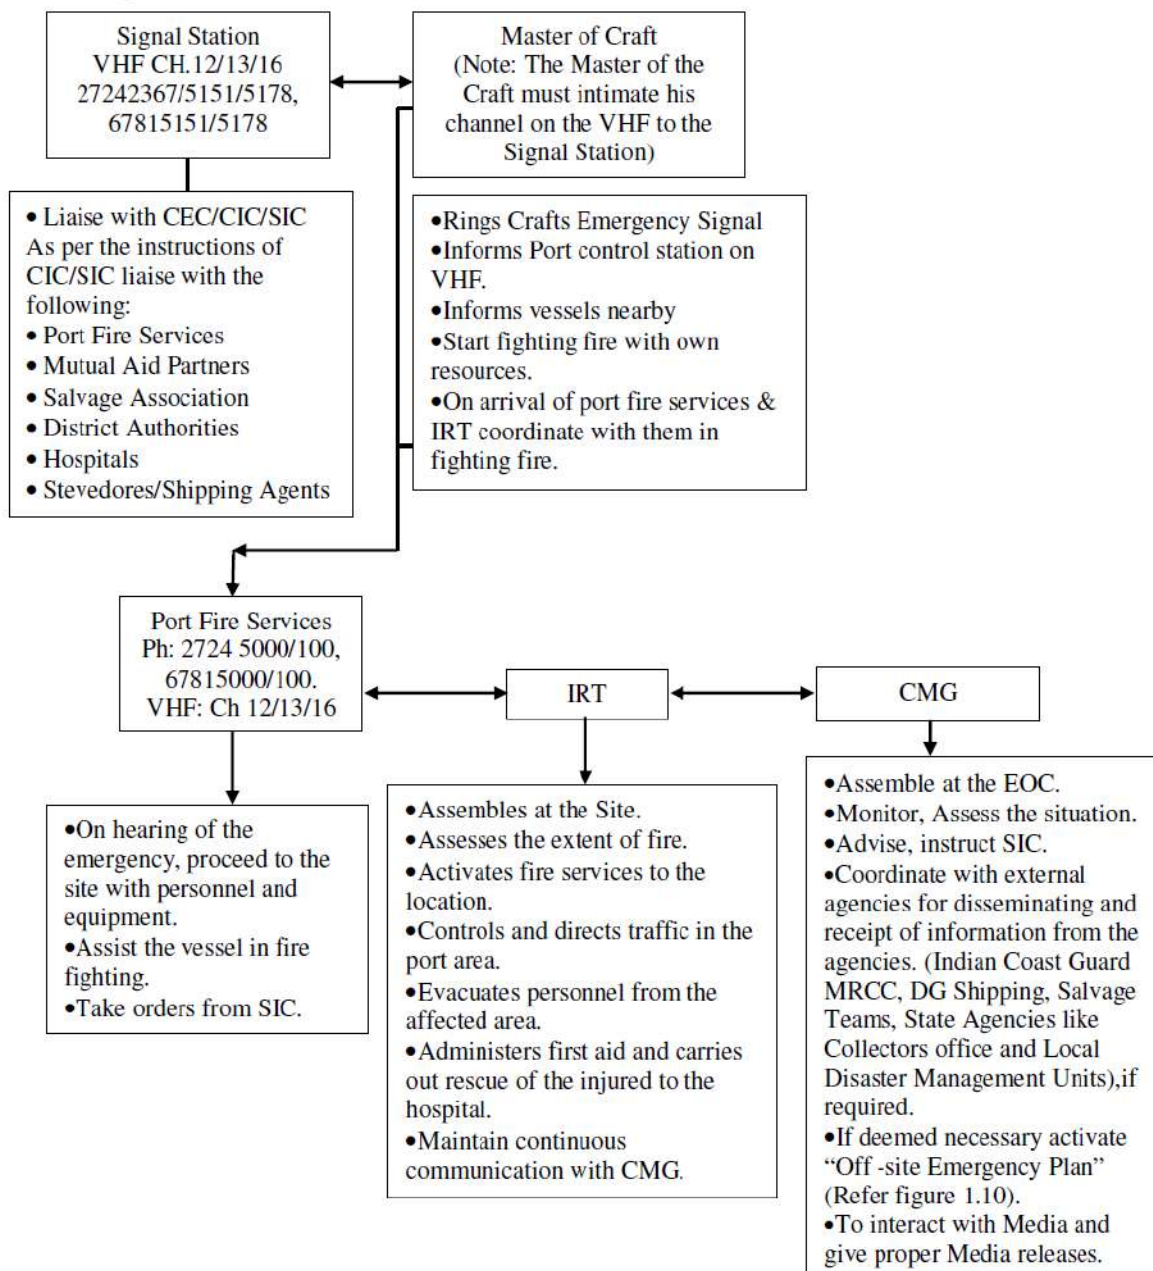 Signal Station
VHF CH.12/13/16
27242367/5151/5178,
67815151/5178
Master of Craft
(Note: The Master of the
Craft must intimate his
channel on the VHF to the
Signal Station)
• Liaise with CEC/CIC/SIC
As per the instructions of
CIC/SIC liaise with the
following:
• Port Fire Services
• Mutual Aid Partners
• Salvage Association
• District Authorities
• Hospitals
• Stevedores/Shipping Agents
•Rings Crafts Emergency Signal
•Informs Port control station on
VHF.
•Informs vessels nearby
•Start fighting fire with own
resources.
•On arrival of port fire services &
IRT coordinate with them in
fighting fire.
Port Fire Services
Ph: 2724 5000/100,
67815000/100.
VHF: Ch 12/13/16
IRT
CMG
•On hearing of the
emergency, proceed to the
site with personnel and
equipment.
•Assist the vessel in fire
fighting.
•Take orders from SIC.
•Assembles at the Site.
•Assesses the extent of fire.
•Activates fire services to the
location.
•Controls and directs traffic in the
port area.
•Evacuates personnel from the
affected area.
•Administers first aid and carries
out rescue of the injured to the
hospital.
•Maintain continuous
communication with CMG.
•Assemble at the EOC.
•Monitor, Assess the situation.
•Advise, instruct SIC.
•Coordinate with external
agencies for disseminating and
receipt of information from the
agencies. (Indian Coast Guard
MRCC, DG Shipping, Salvage
Teams, State Agencies like
Collectors office and Local
Disaster Management Units),if
required.
•If deemed necessary activate
“Off -site Emergency Plan”
(Refer figure 1.10).
•To interact with Media and
give proper Media releases.